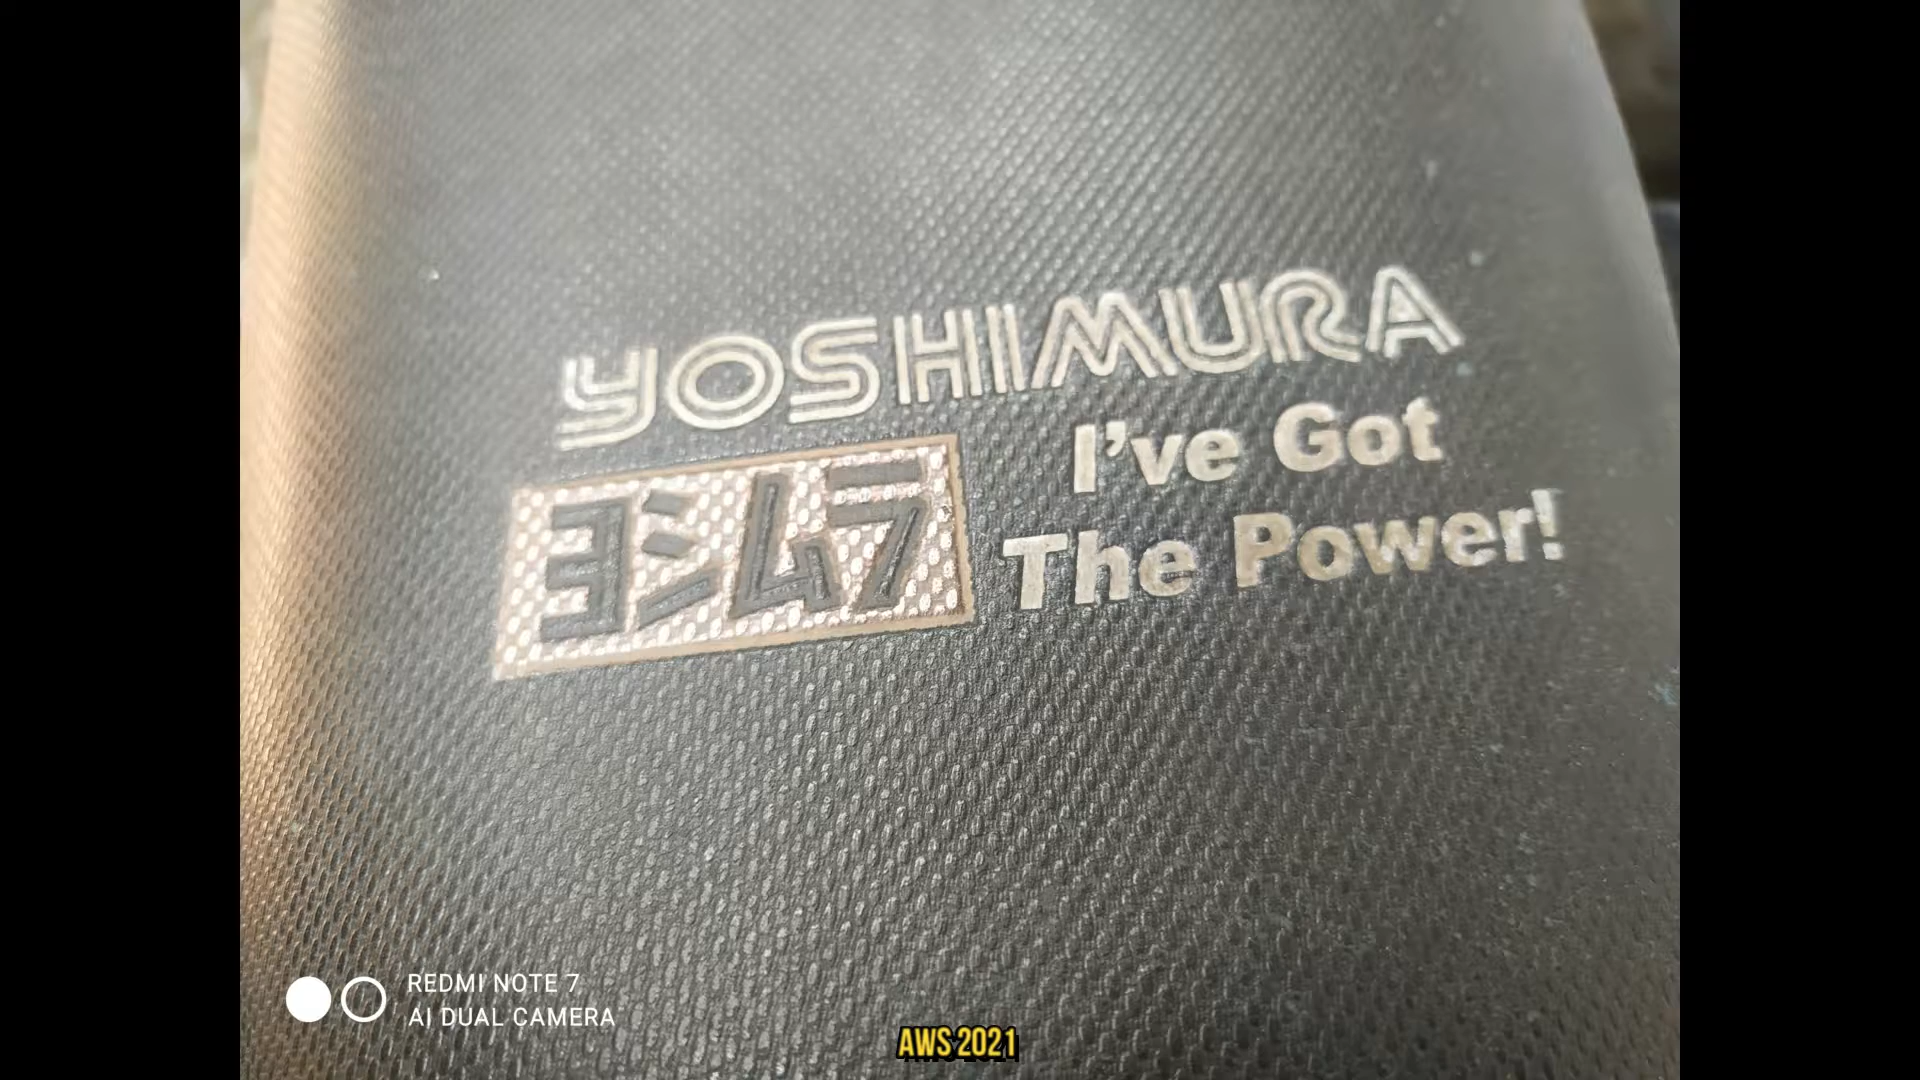 YOSHIMURA
ヨシムラ
I've Got
The Power!
REDMI NOTE 7
AI DUAL CAMERA
AWS 2021